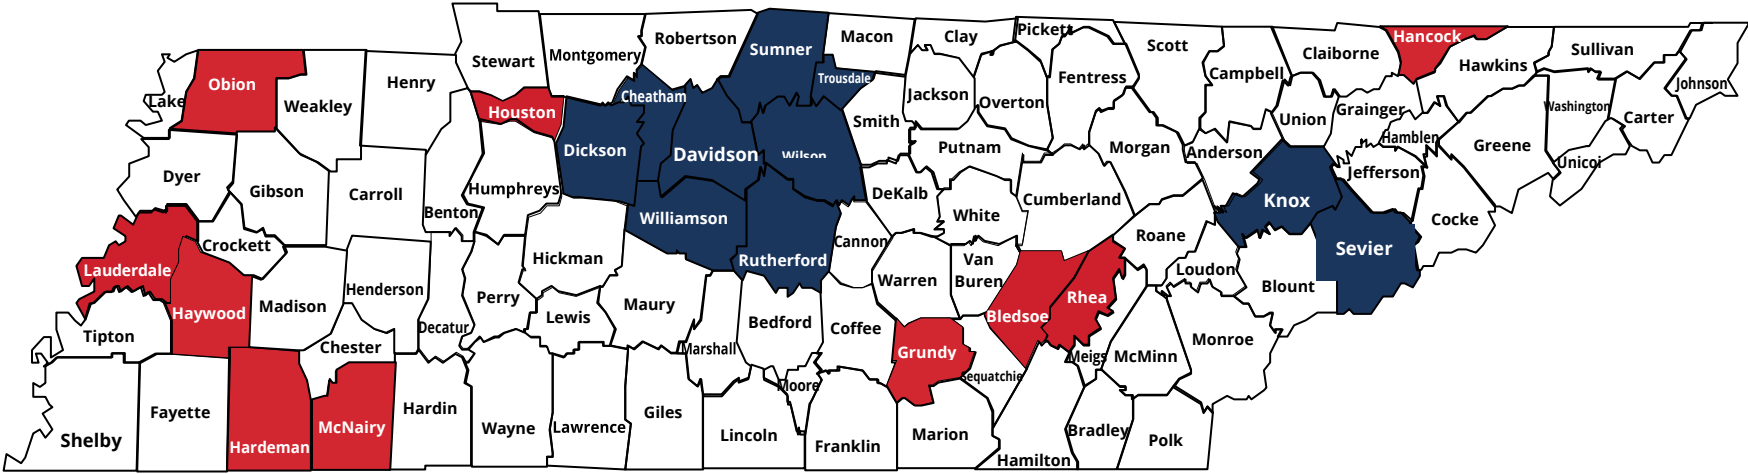 Stewart
Montgomery
Robertson
Sumner
Macon
Clay
Pickett
Scott
Campbell
Claiborne
Hancock
Hawkins
Sullivan
Johnson
Lake
Obion
Weakley
Henry
Houston
Cheatham
Trousdale
Jackson
Overton
Fentress
Union
Grainger
Hamblen
Washington
Carter
Dyer
Gibson
Carroll
Benton
Humphreys
Dickson
Davidson
Wilson
Smith
Putnam
Morgan
Anderson
Jefferson
Greene
Unicoi
Lauderdale
Crockett
Williamson
DeKalb
White
Cumberland
Knox
Cocke
Haywood
Madison
Henderson
Decatur
Perry
Hickman
Rutherford
Cannon
Warren
Van
Buren
Roane
Loudon
Blount
Sevier
Tipton
Chester
Lewis
Maury
Marshall
Bedford
Coffee
Grundy
Sequatchie
Bledsoe
Rhea
Meigs
McMinn
Monroe
Shelby
Fayette
Hardeman
McNairy
Hardin
Wayne
Lawrence
Giles
Lincoln
Moore
Franklin
Marion
Hamilton
Bradley
Polk